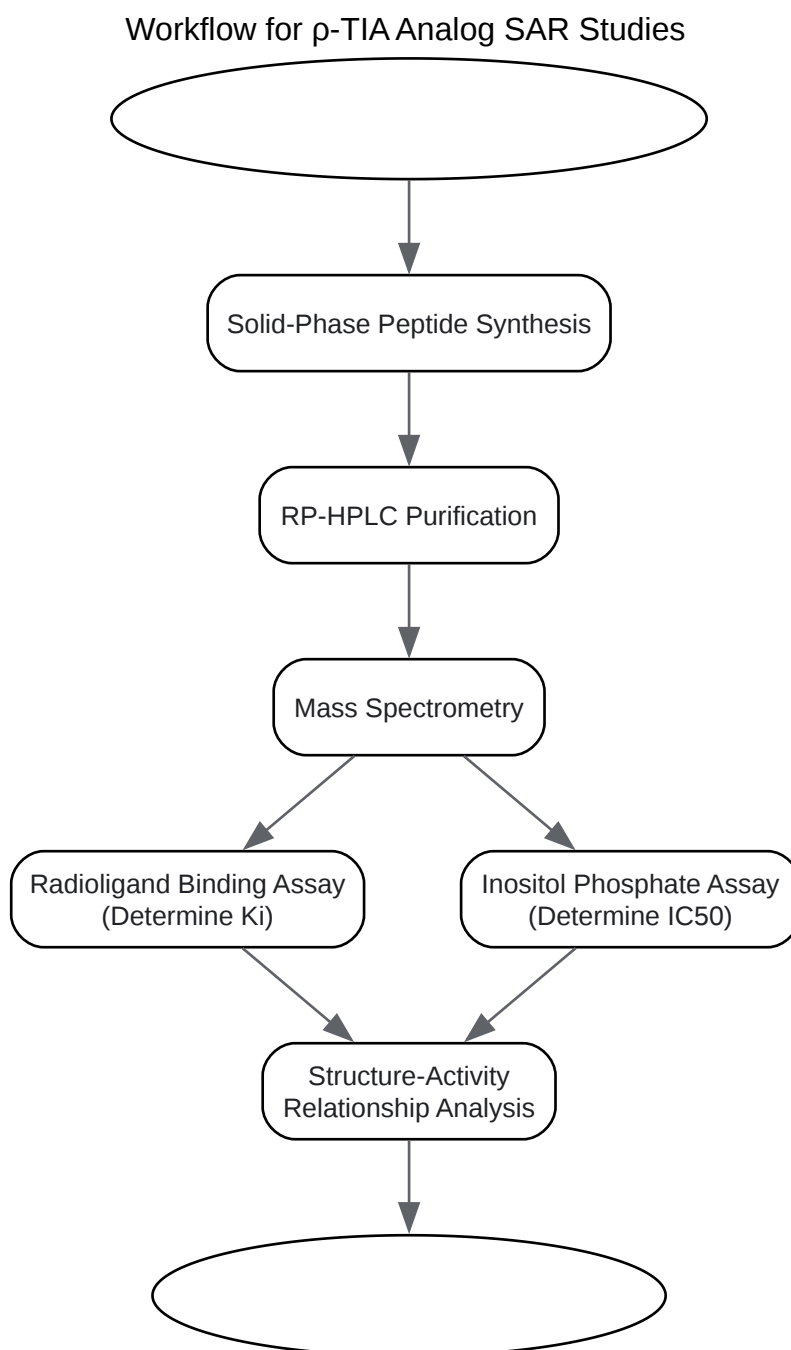 Workflow for ρ-TIA Analog SAR Studies
Solid-Phase Peptide Synthesis
RP-HPLC Purification
Mass Spectrometry
Radioligand Binding Assay
(Determine Ki)
Inositol Phosphate Assay
(Determine IC50)
Structure-Activity
Relationship Analysis